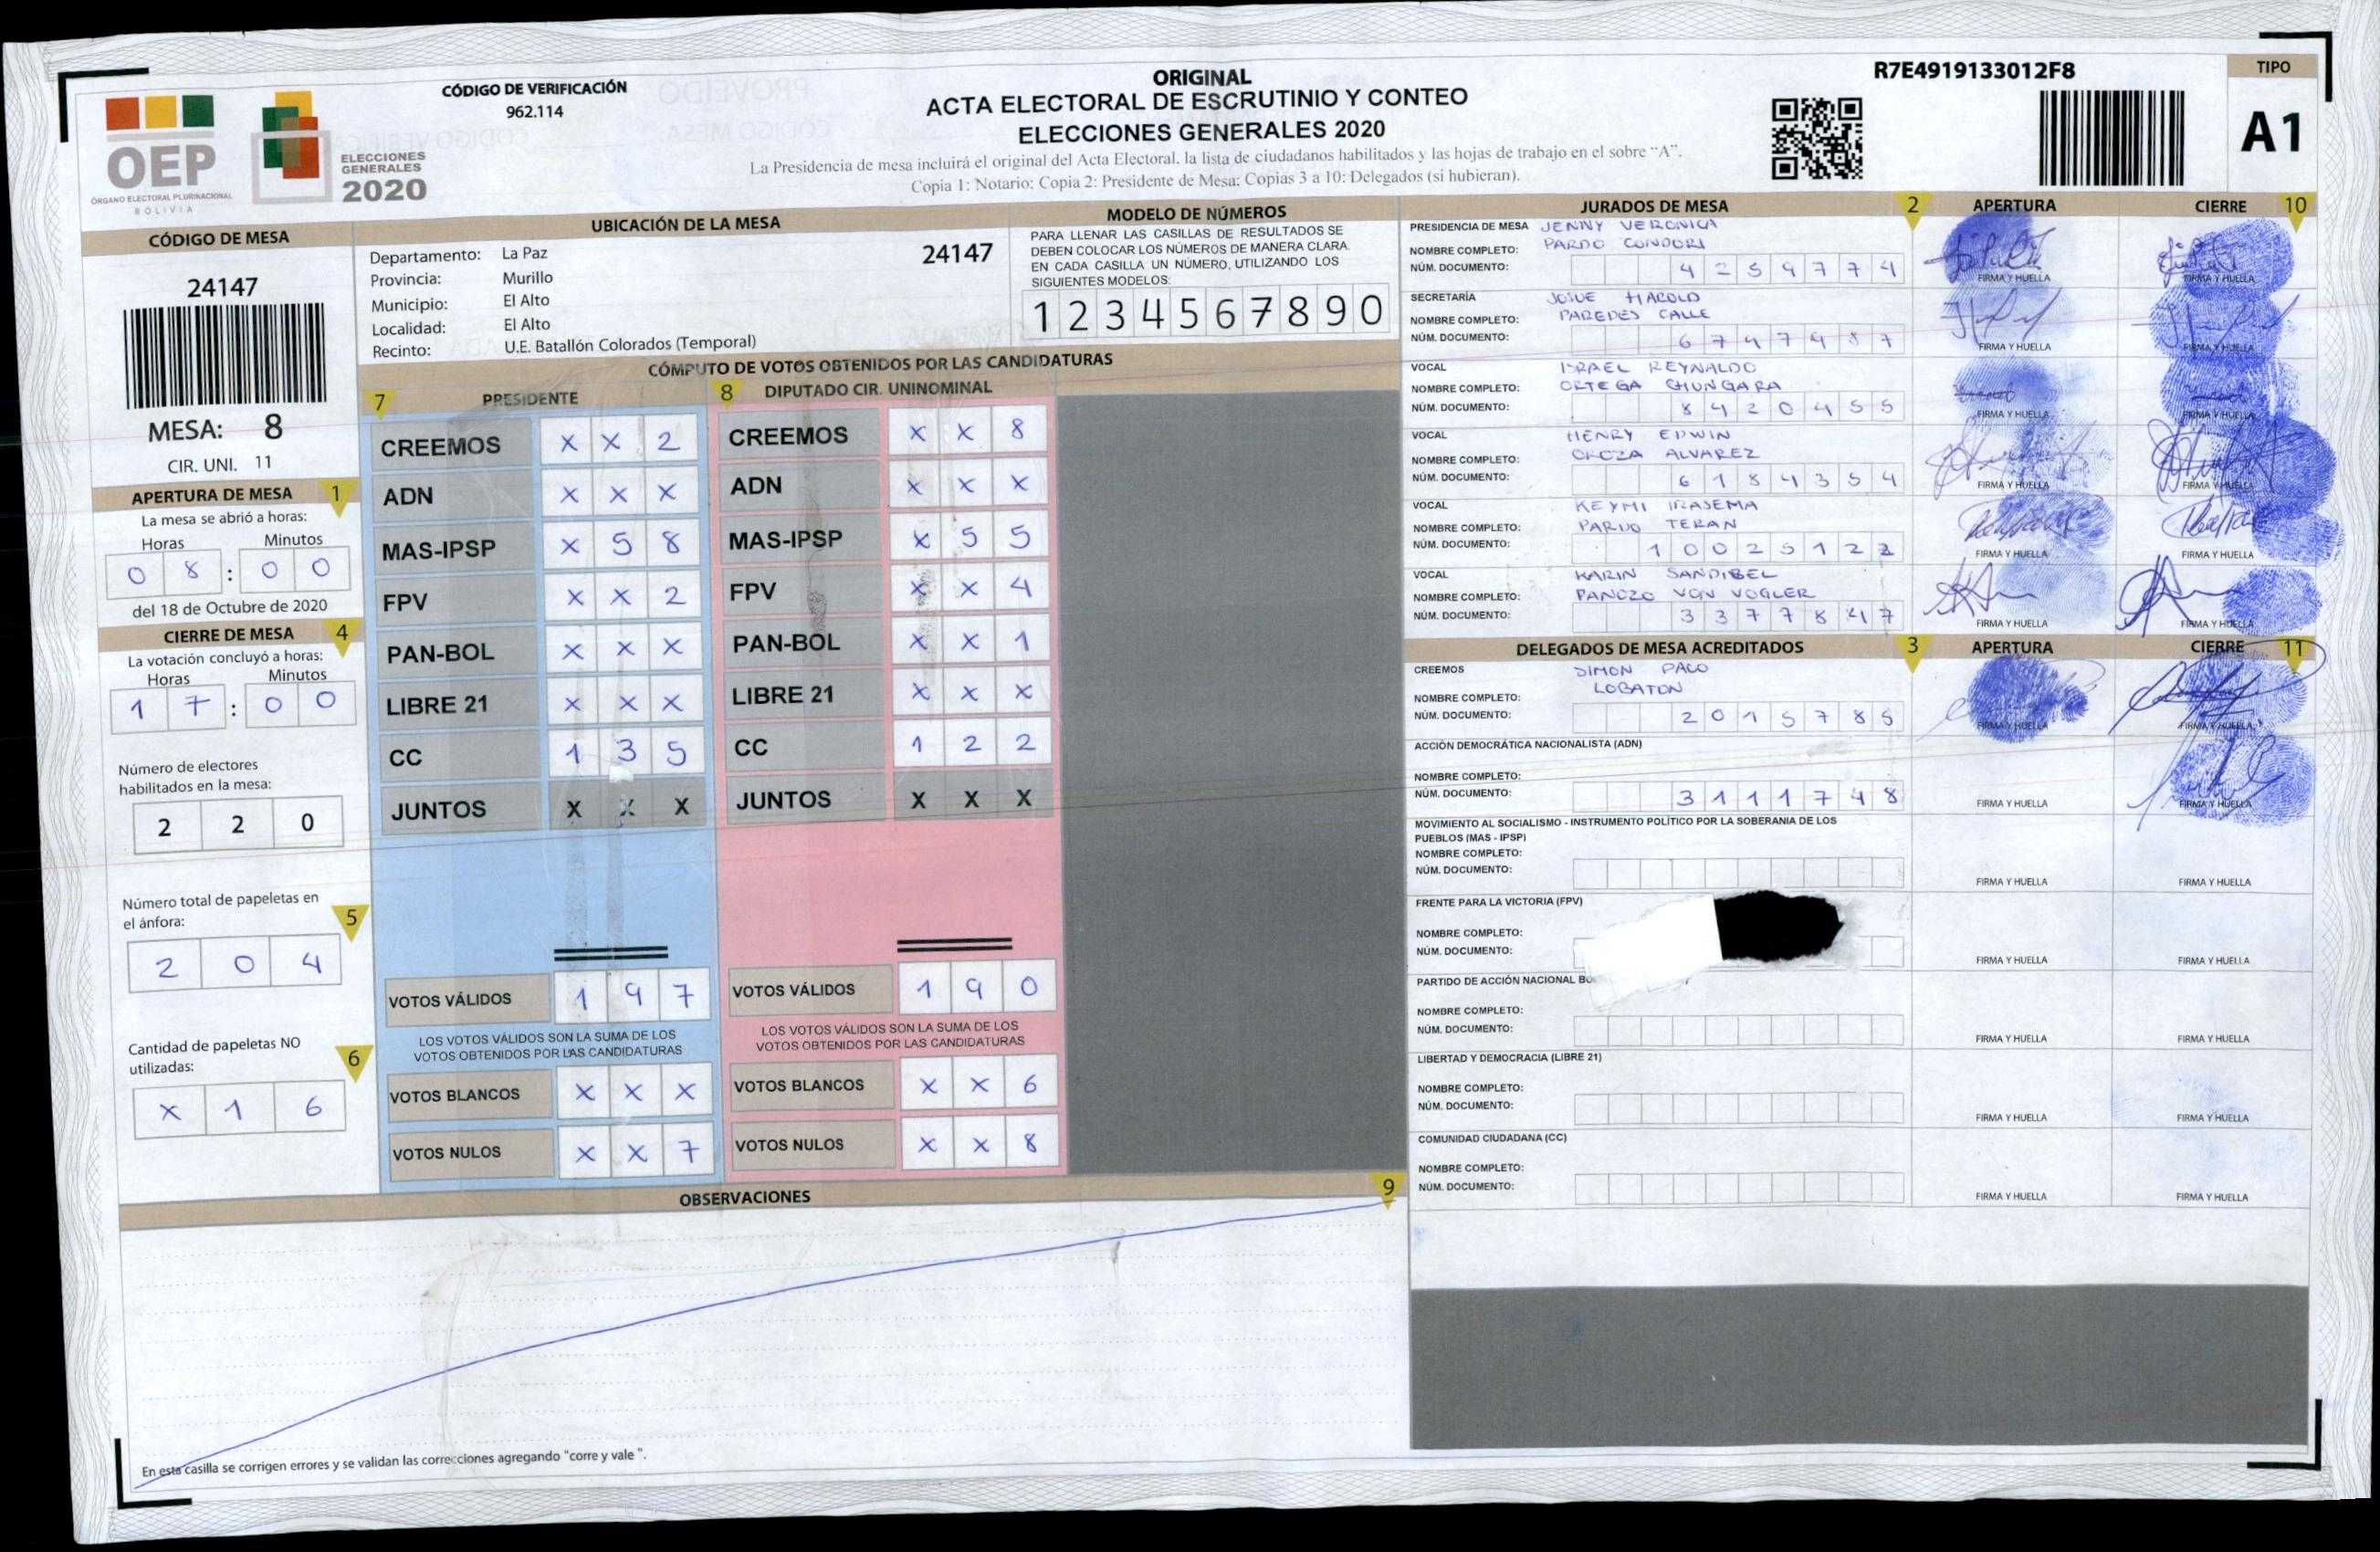 CÓDIGO DE VERIFICACIÓN
962.114
ORIGINAL
ACTA ELECTORAL DE ESCRUTINIO Y CONTEO
ELECCIONES GENERALES 2020
La Presidencia de mesa incluirá el original del Acta Electoral, la lista de ciudadanos habilitados y las hojas de trabajo en el sobre "A".
Copia 1: Notario; Copia 2: Presidente de Mesa; Copias 3 a 10: Delegados (si hubieran).
R7E4919133012F8
TIPO
A1
OEP
ÓRGANO ELECTORAL PLURINACIONAL
BOLIVIA
ELECCIONES
GENERALES
2020
CÓDIGO DE MESA
24147
MESA: 8
CIR. UNI. 11
APERTURA DE MESA 1
La mesa se abrió a horas:
Horas Minutos
0 8 : 0 0
del 18 de Octubre de 2020
CIERRE DE MESA 4
La votación concluyó a horas:
Horas Minutos
1 7 : 0 0
Número de electores
habilitados en la mesa:
2 2 0
Número total de papeletas en
el ánfora: 5
2 0 4
Cantidad de papeletas NO
utilizadas: 6
X 1 6
UBICACIÓN DE LA MESA
Departamento: La Paz 24147
Provincia: Murillo
Municipio: El Alto
Localidad: El Alto
Recinto: U.E. Batallón Colorados (Temporal)
MODELO DE NÚMEROS
PARA LLENAR LAS CASILLAS DE RESULTADOS SE
DEBEN COLOCAR LOS NÚMEROS DE MANERA CLARA
EN CADA CASILLA UN NÚMERO, UTILIZANDO LOS
SIGUIENTES MODELOS:
1 2 3 4 5 6 7 8 9 0
CÓMPUTO DE VOTOS OBTENIDOS POR LAS CANDIDATURAS
7 PRESIDENTE
CREEMOS X X 2
ADN X X X
MAS-IPSP X 5 8
FPV X X 2
PAN-BOL X X X
LIBRE 21 X X X
CC 1 3 5
JUNTOS X X X
VOTOS VÁLIDOS 1 9 7
LOS VOTOS VÁLIDOS SON LA SUMA DE LOS
VOTOS OBTENIDOS POR LAS CANDIDATURAS
VOTOS BLANCOS X X X
VOTOS NULOS X X 7
8 DIPUTADO CIR. UNINOMINAL
CREEMOS X X 8
ADN X X X
MAS-IPSP X 5 5
FPV X X 4
PAN-BOL X X 1
LIBRE 21 X X X
CC 1 2 2
JUNTOS X X X
VOTOS VÁLIDOS 1 9 0
LOS VOTOS VÁLIDOS SON LA SUMA DE LOS
VOTOS OBTENIDOS POR LAS CANDIDATURAS
VOTOS BLANCOS X X 6
VOTOS NULOS X X 8
OBSERVACIONES 9
En esta casilla se corrigen errores y se validan las correcciones agregando "corre y vale ".
JURADOS DE MESA 2 APERTURA CIERRE 10
PRESIDENCIA DE MESA JENNY VERONICA
NOMBRE COMPLETO: PARDO CONDORI
NÚM. DOCUMENTO: 4 2 5 9 7 7 4
FIRMA Y HUELLA FIRMA Y HUELLA
SECRETARÍA JOSUE HAROLD
NOMBRE COMPLETO: PAREDES CALLE
NÚM. DOCUMENTO: 6 7 4 7 4 8 7
FIRMA Y HUELLA FIRMA Y HUELLA
VOCAL ISRAEL REYNALDO
NOMBRE COMPLETO: ORTEGA CHUNGARA
NÚM. DOCUMENTO: 8 4 2 0 4 5 5
FIRMA Y HUELLA FIRMA Y HUELLA
VOCAL HENRY EDWIN
NOMBRE COMPLETO: OROZA ALVAREZ
NÚM. DOCUMENTO: 6 1 8 4 3 5 4
FIRMA Y HUELLA FIRMA Y HUELLA
VOCAL KEYMI IRASEMA
NOMBRE COMPLETO: PARDO TERAN
NÚM. DOCUMENTO: 1 0 0 2 5 1 2 2
FIRMA Y HUELLA FIRMA Y HUELLA
VOCAL KARIN SANDIBEL
NOMBRE COMPLETO: PANOZO VON VOGLER
NÚM. DOCUMENTO: 3 3 7 7 8 4 7
FIRMA Y HUELLA FIRMA Y HUELLA
DELEGADOS DE MESA ACREDITADOS 3 APERTURA CIERRE 11
CREEMOS SIMON PACO
NOMBRE COMPLETO: LOBATON
NÚM. DOCUMENTO: 2 0 1 5 7 8 5
FIRMA Y HUELLA FIRMA Y HUELLA
ACCIÓN DEMOCRÁTICA NACIONALISTA (ADN)
NOMBRE COMPLETO:
NÚM. DOCUMENTO: 3 1 1 1 7 4 8
FIRMA Y HUELLA FIRMA Y HUELLA
MOVIMIENTO AL SOCIALISMO - INSTRUMENTO POLÍTICO POR LA SOBERANIA DE LOS
PUEBLOS (MAS - IPSP)
NOMBRE COMPLETO:
NÚM. DOCUMENTO:
FIRMA Y HUELLA FIRMA Y HUELLA
FRENTE PARA LA VICTORIA (FPV)
NOMBRE COMPLETO:
NÚM. DOCUMENTO:
FIRMA Y HUELLA FIRMA Y HUELLA
PARTIDO DE ACCIÓN NACIONAL
NOMBRE COMPLETO:
NÚM. DOCUMENTO:
FIRMA Y HUELLA FIRMA Y HUELLA
LIBERTAD Y DEMOCRACIA (LIBRE 21)
NOMBRE COMPLETO:
NÚM. DOCUMENTO:
FIRMA Y HUELLA FIRMA Y HUELLA
COMUNIDAD CIUDADANA (CC)
NOMBRE COMPLETO:
NÚM. DOCUMENTO:
FIRMA Y HUELLA FIRMA Y HUELLA